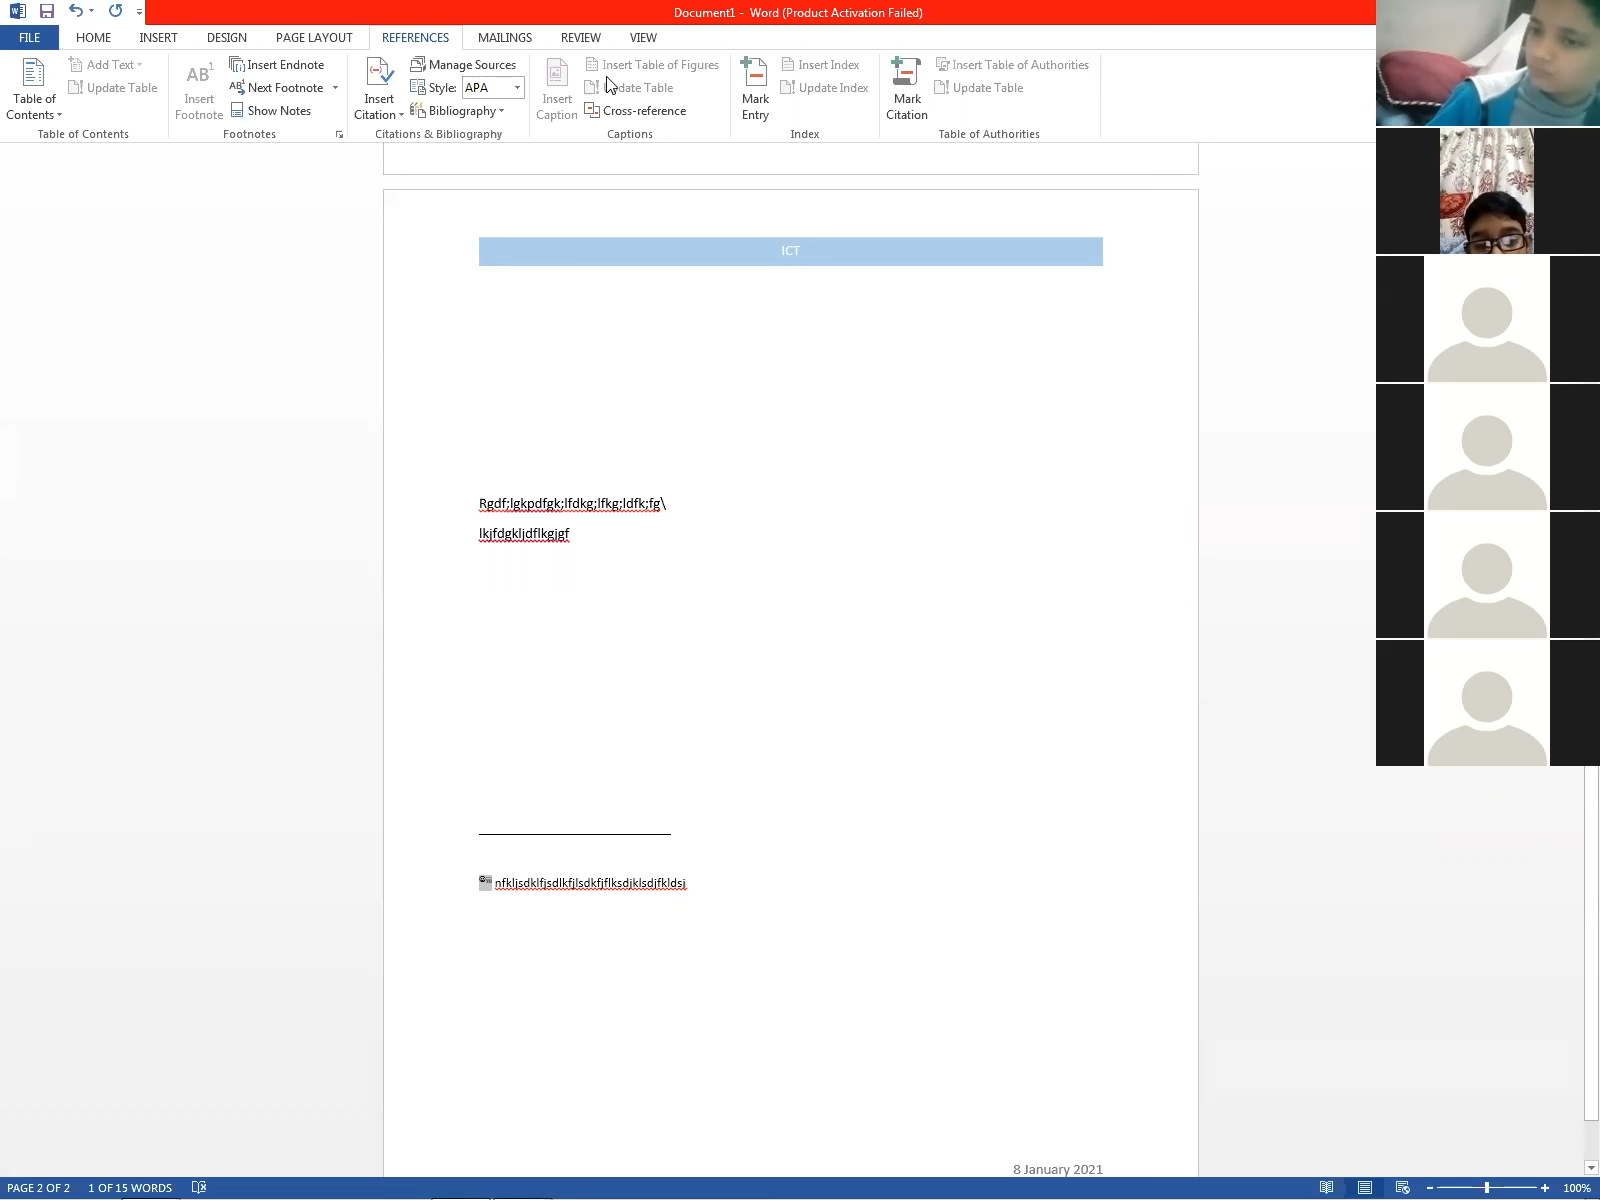 Document1 - Word (Product Activation Failed)
FILE HOME INSERT DESIGN PAGE LAYOUT REFERENCES MAILINGS REVIEW VIEW
Table of Contents
Add Text
Update Table
Table of Contents
AB1
Insert Footnote
Insert Endnote
Next Footnote
Show Notes
Footnotes
Insert Citation
Manage Sources
Style: APA
Bibliography
Citations & Bibliography
Insert Caption
Insert Table of Figures
Update Table
Cross-reference
Captions
Mark Entry
Insert Index
Update Index
Index
Mark Citation
Insert Table of Authorities
Update Table
Table of Authorities
ICT
Rgdf;lgkpdfgk;lfdkg;lfkg;ldfk;fg\
lkjfdgkljdflkgjgf
nfkljsdklfjsdlkfjlsdkfjflksdjklsdjfkldsj
8 January 2021
PAGE 2 OF 2 1 OF 15 WORDS 100%